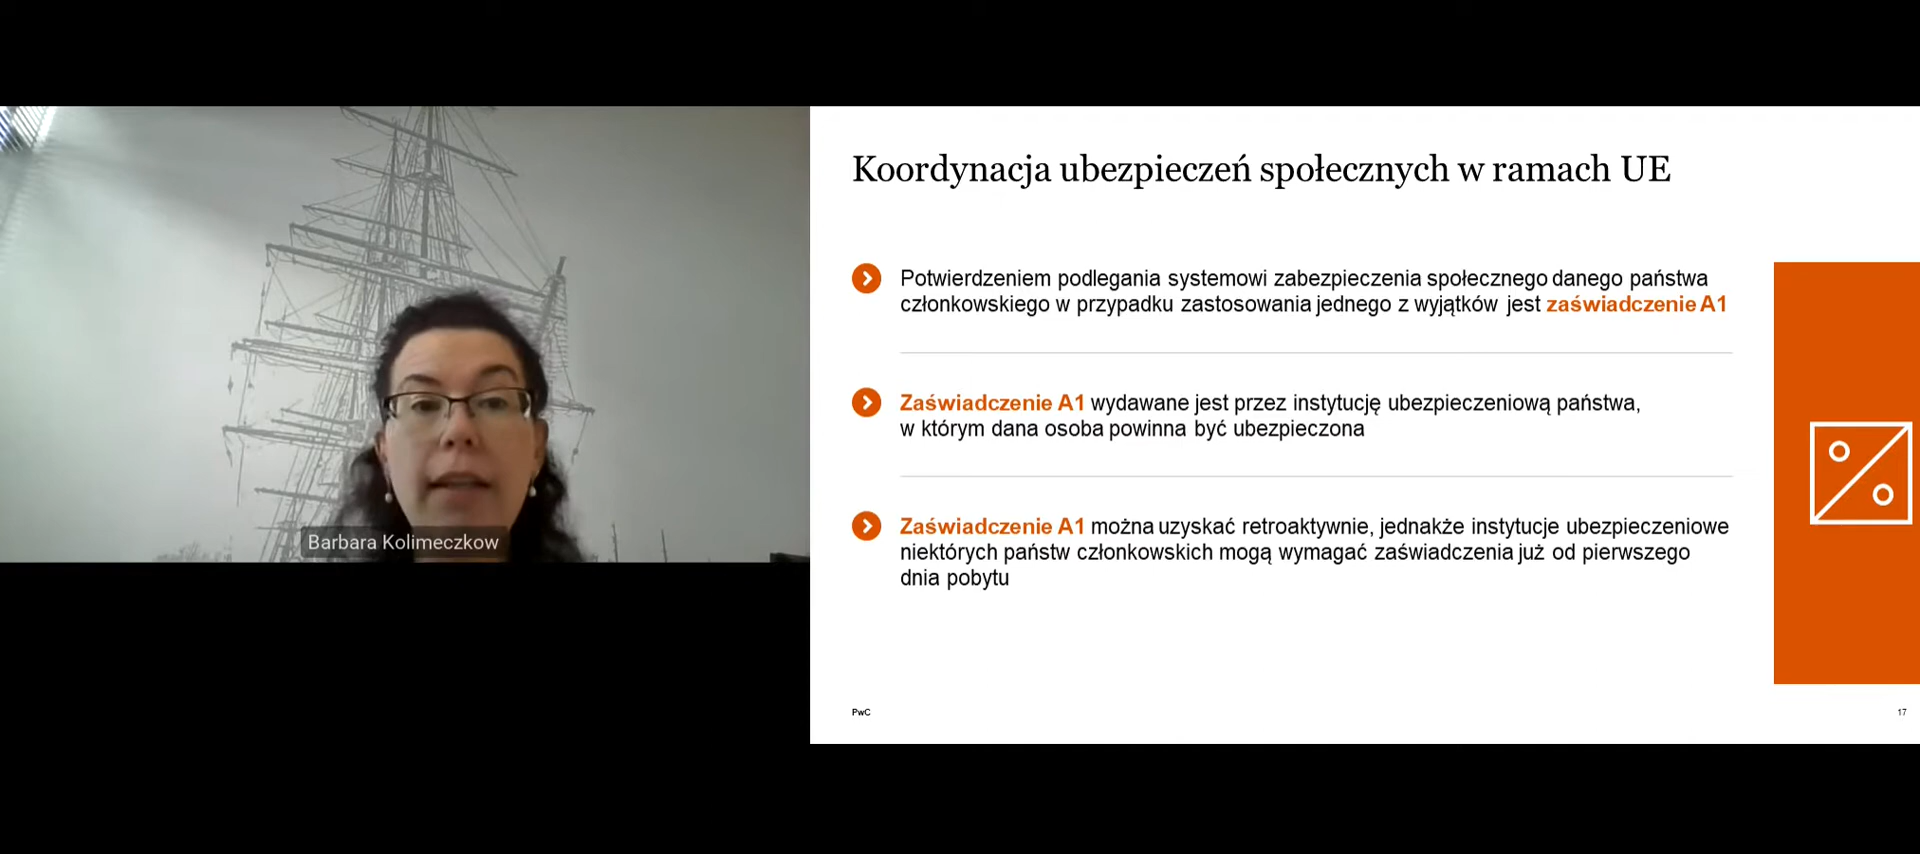 Barbara Kolimeczkow
Koordynacja ubezpieczeń społecznych w ramach UE
Potwierdzeniem podlegania systemowi zabezpieczenia społecznego danego państwa
członkowskiego w przypadku zastosowania jednego z wyjątków jest zaświadczenie A1
Zaświadczenie A1 wydawane jest przez instytucję ubezpieczeniową państwa,
w którym dana osoba powinna być ubezpieczona
Zaświadczenie A1 można uzyskać retroaktywnie, jednakże instytucje ubezpieczeniowe
niektórych państw członkowskich mogą wymagać zaświadczenia już od pierwszego
dnia pobytu
PwC
17